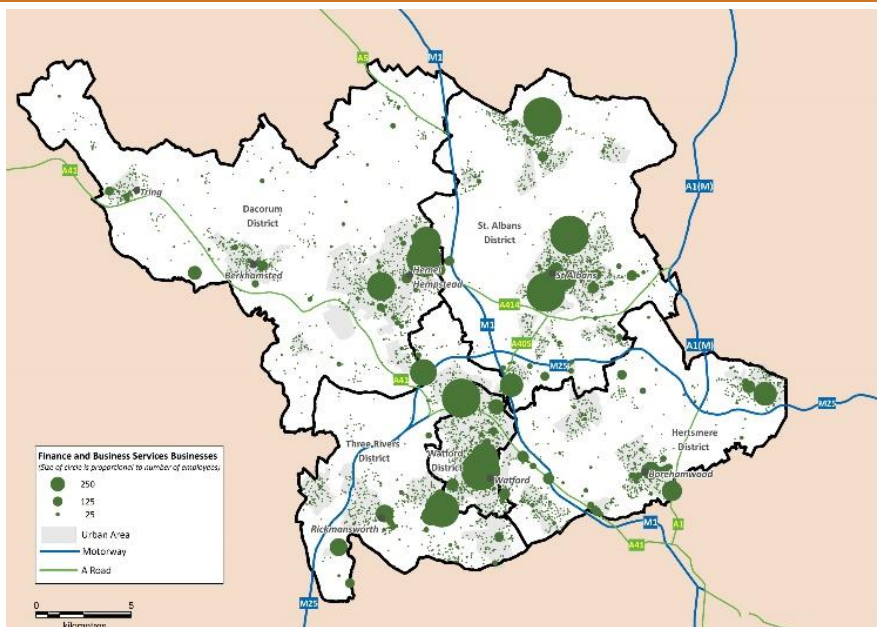 A5
M1
A41
Tring
Dacorum
District
Berkhamsted
Hemel
Hempstead
St. Albans
District
St Albans
A1(M)
A414
M1
A405
M25
A41
A1(M)
M25
Three Rivers
District
Watford
District
Watford
Hertsmere
District
Borehamwood
Rickmansworth
M1
A1
A41
M25
Finance and Business Services Businesses
(Size of circle is proportional to number of employees)
250
125
25
Urban Area
Motorway
A Road
0 5
kilometres